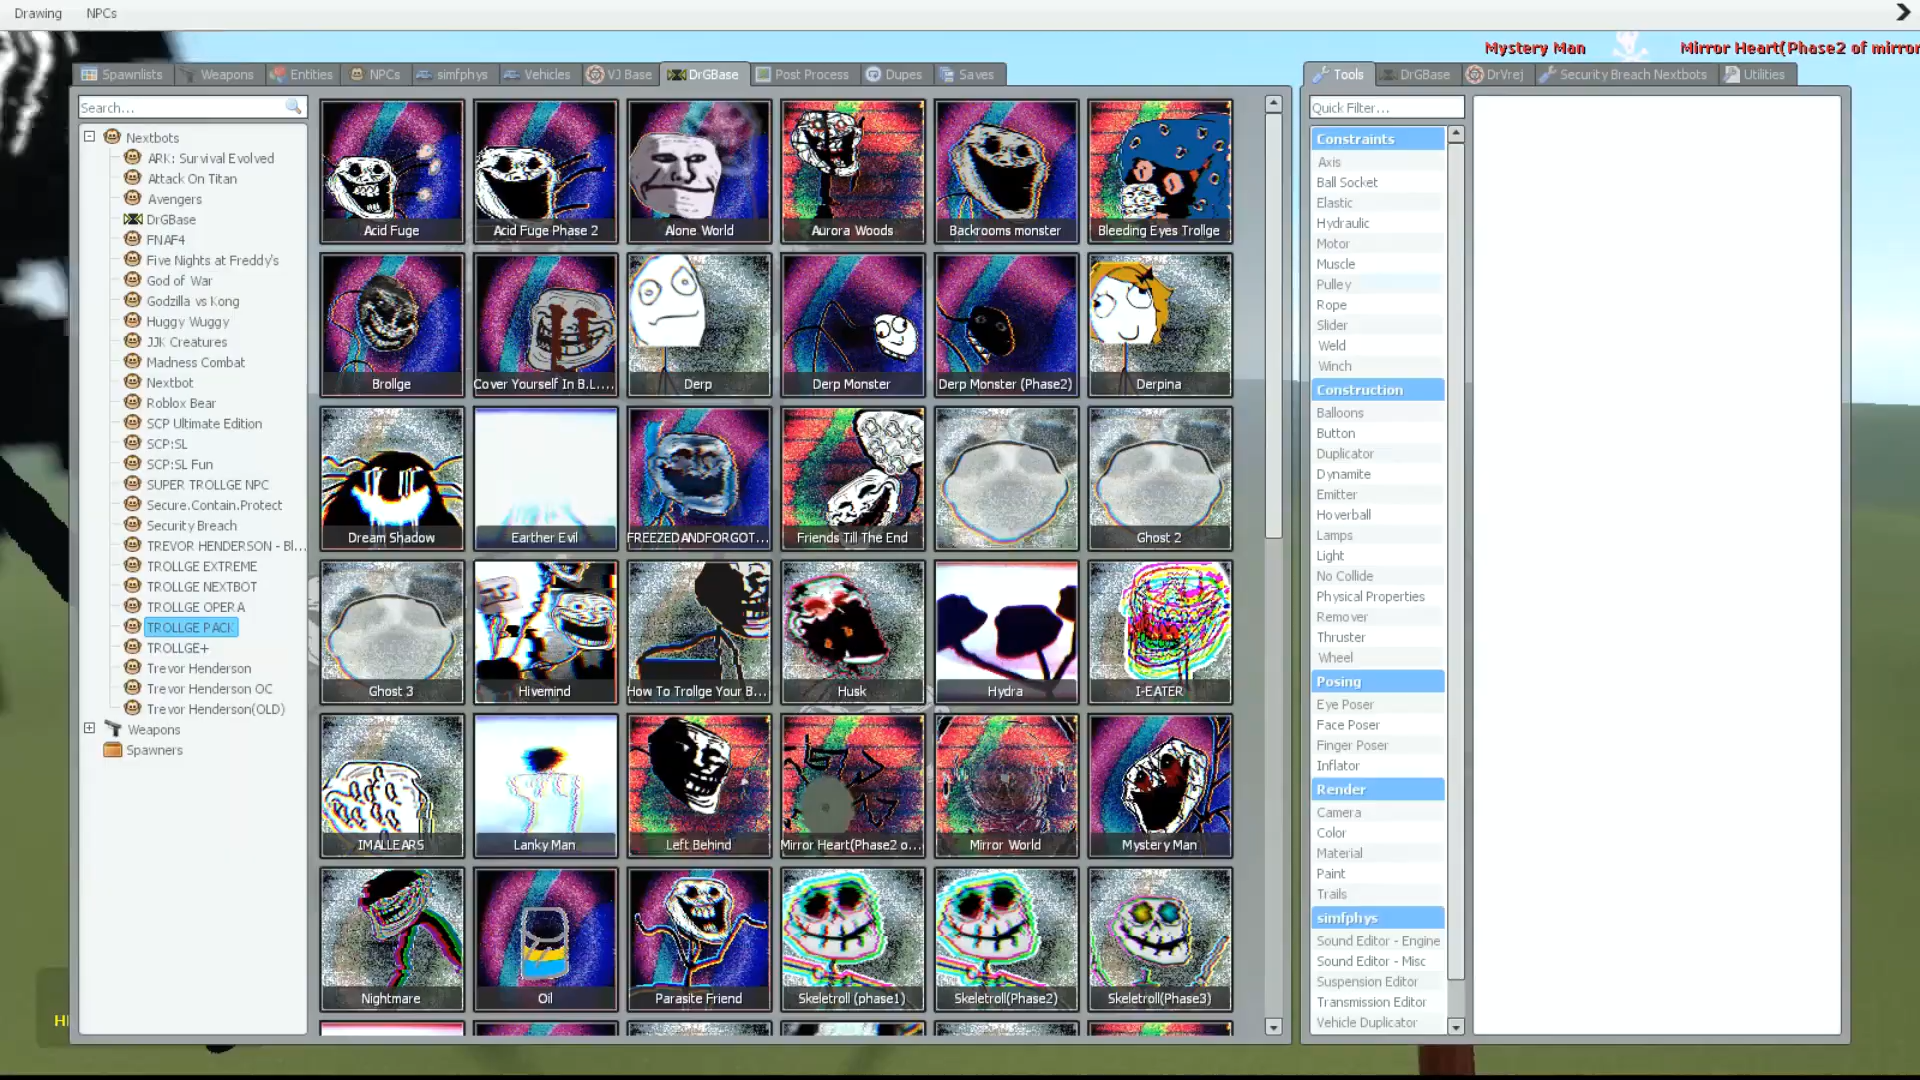 Drawing NPCs
Mystery Man Mirror Heart(Phase2 of mirror
Spawnlists Weapons Entities NPCs simfphys Vehicles VJ Base DrGBase Post Process Dupes Saves
Tools DrGBase DrVrej Security Breach Nextbots Utilities
Search...
Nextbots
ARK: Survival Evolved
Attack On Titan
Avengers
DrGBase
FNAF4
Five Nights at Freddy's
God of War
Godzilla vs Kong
Huggy Wuggy
JJK Creatures
Madness Combat
Nextbot
Roblox Bear
SCP Ultimate Edition
SCP:SL
SCP:SL Fun
SUPER TROLLGE NPC
Secure.Contain.Protect
Security Breach
TREVOR HENDERSON - Bl...
TROLLGE EXTREME
TROLLGE NEXTBOT
TROLLGE OPERA
TROLLGE PACK
TROLLGE+
Trevor Henderson
Trevor Henderson OC
Trevor Henderson(OLD)
Weapons
Spawners
Acid Fuge Acid Fuge Phase 2 Alone World Aurora Woods Backrooms monster Bleeding Eyes Trollge
Brollge Cover Yourself In B.L.... Derp Derp Monster Derp Monster (Phase2) Derpina
Dream Shadow Earther Evil FREEZEDANDFORGOT... Friends Till The End Ghost 2
Ghost 3 Hivemind How To Trollge Your B... Husk Hydra I-EATER
IMALLEARS Lanky Man Left Behind Mirror Heart(Phase2 o... Mirror World Mystery Man
Nightmare Oil Parasite Friend Skeletroll (phase1) Skeletroll(Phase2) Skeletroll(Phase3)
Quick Filter...
Constraints
Axis
Ball Socket
Elastic
Hydraulic
Motor
Muscle
Pulley
Rope
Slider
Weld
Winch
Construction
Balloons
Button
Duplicator
Dynamite
Emitter
Hoverball
Lamps
Light
No Collide
Physical Properties
Remover
Thruster
Wheel
Posing
Eye Poser
Face Poser
Finger Poser
Inflator
Render
Camera
Color
Material
Paint
Trails
simfphys
Sound Editor - Engine
Sound Editor - Misc
Suspension Editor
Transmission Editor
Vehicle Duplicator